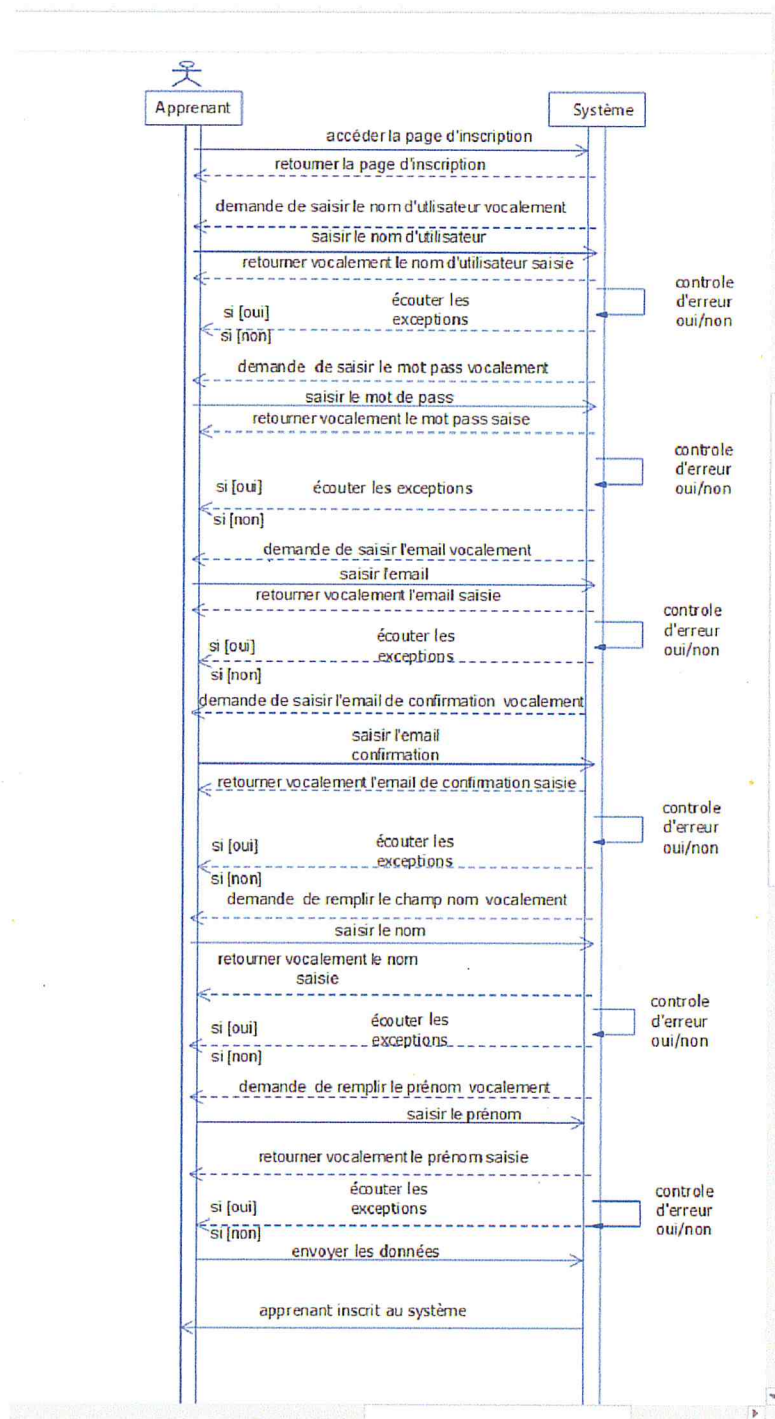 Apprenant
Système
accéder la page d'inscription
retourner la page d'inscription
demande de saisir le nom d'utlisateur vocalement
saisir le nom d'utilisateur
retourner vocalement le nom d'utilisateur saisie
controle
d'erreur
oui/non
écouter les
exceptions
si [oui]
si [non]
demande de saisir le mot pass vocalement
saisir le mot de pass
retourner vocalement le mot pass saise
controle
d'erreur
oui/non
si [oui]
écouter les exceptions
si [non]
demande de saisir l'email vocalement
saisir l'email
retourner vocalement l'email saisie
controle
d'erreur
oui/non
écouter les
exceptions
si [oui]
si [non]
demande de saisir l'email de confirmation vocalement
saisir l'email
confirmation
retourner vocalement l'email de confirmation saisie
controle
d'erreur
oui/non
écouter les
exceptions
si [oui]
si [non]
demande de remplir le champ nom vocalement
saisir le nom
retourner vocalement le nom
saisie
controle
d'erreur
oui/non
écouter les
exceptions
si [oui]
si [non]
demande de remplir le prénom vocalement
saisir le prénom
retourner vocalement le prénom saisie
controle
d'erreur
oui/non
écouter les
exceptions
si [oui]
si [non]
envoyer les données
apprenant inscrit au système